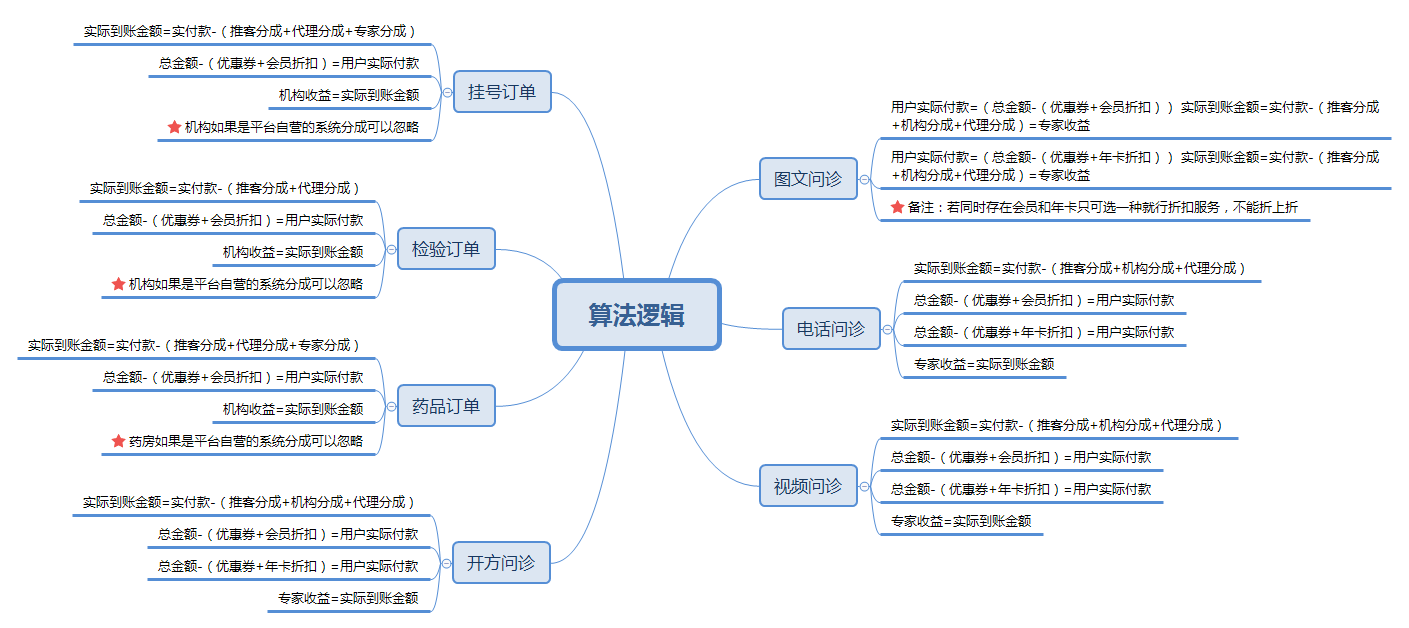 算法逻辑
图文问诊
用户实际付款=（总金额-（优惠券+会员折扣）） 实际到账金额=实付款-（推客分成
+机构分成+代理分成）=专家收益
用户实际付款=（总金额-（优惠券+年卡折扣）） 实际到账金额=实付款-（推客分成
+机构分成+代理分成）=专家收益
备注：若同时存在会员和年卡只可选一种就行折扣服务，不能折上折
电话问诊
实际到账金额=实付款-（推客分成+机构分成+代理分成）
总金额-（优惠券+会员折扣）=用户实际付款
总金额-（优惠券+年卡折扣）=用户实际付款
专家收益=实际到账金额
视频问诊
实际到账金额=实付款-（推客分成+机构分成+代理分成）
总金额-（优惠券+会员折扣）=用户实际付款
总金额-（优惠券+年卡折扣）=用户实际付款
专家收益=实际到账金额
挂号订单
实际到账金额=实付款-（推客分成+代理分成+专家分成）
总金额-（优惠券+会员折扣）=用户实际付款
机构收益=实际到账金额
机构如果是平台自营的系统分成可以忽略
检验订单
实际到账金额=实付款-（推客分成+代理分成）
总金额-（优惠券+会员折扣）=用户实际付款
机构收益=实际到账金额
机构如果是平台自营的系统分成可以忽略
药品订单
实际到账金额=实付款-（推客分成+代理分成+专家分成）
总金额-（优惠券+会员折扣）=用户实际付款
机构收益=实际到账金额
药房如果是平台自营的系统分成可以忽略
开方问诊
实际到账金额=实付款-（推客分成+机构分成+代理分成）
总金额-（优惠券+会员折扣）=用户实际付款
总金额-（优惠券+年卡折扣）=用户实际付款
专家收益=实际到账金额